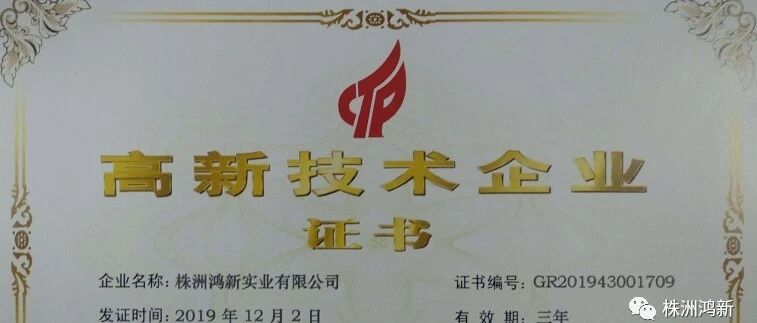 CTP
高新技术企业
证书
企业名称：株洲鸿新实业有限公司 证书编号：GR201943001709
发证时间：2019 年 12 月 2 日 有 效 期：三年
株洲鸿新